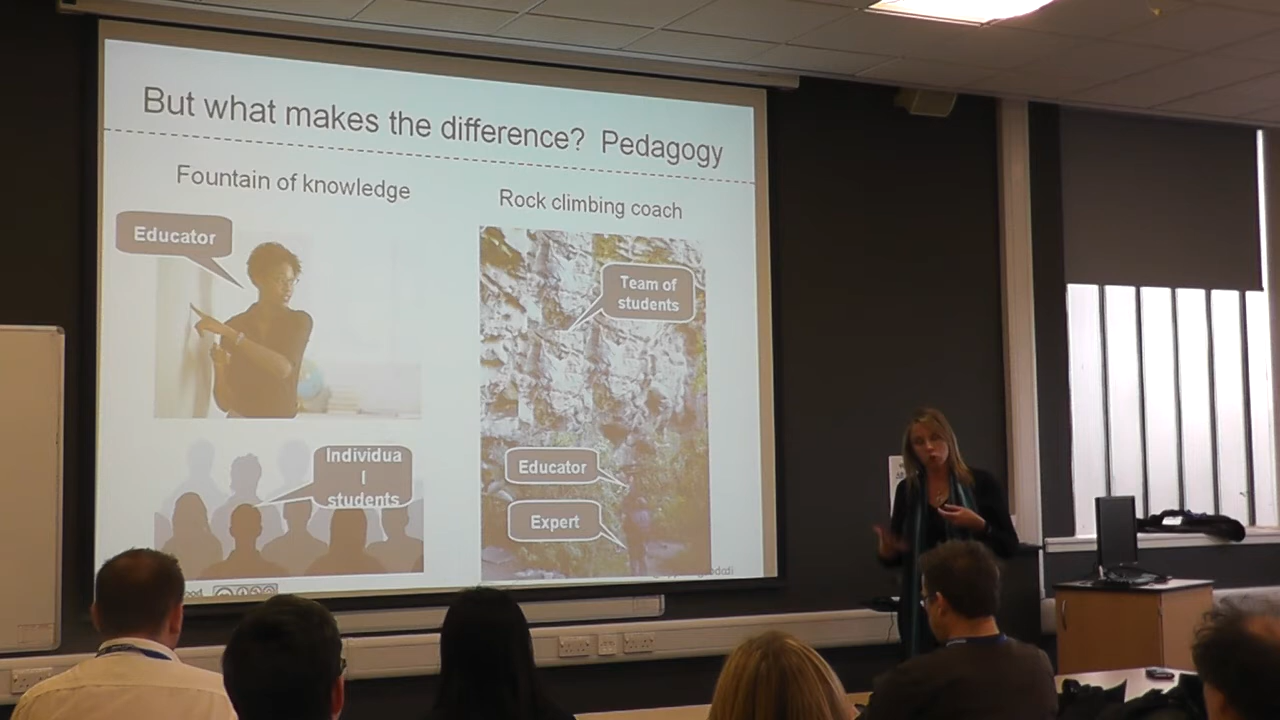 But what makes the difference? Pedagogy
Fountain of knowledge
Educator
Individua
l
students
Rock climbing coach
Team of
students
Educator
Expert